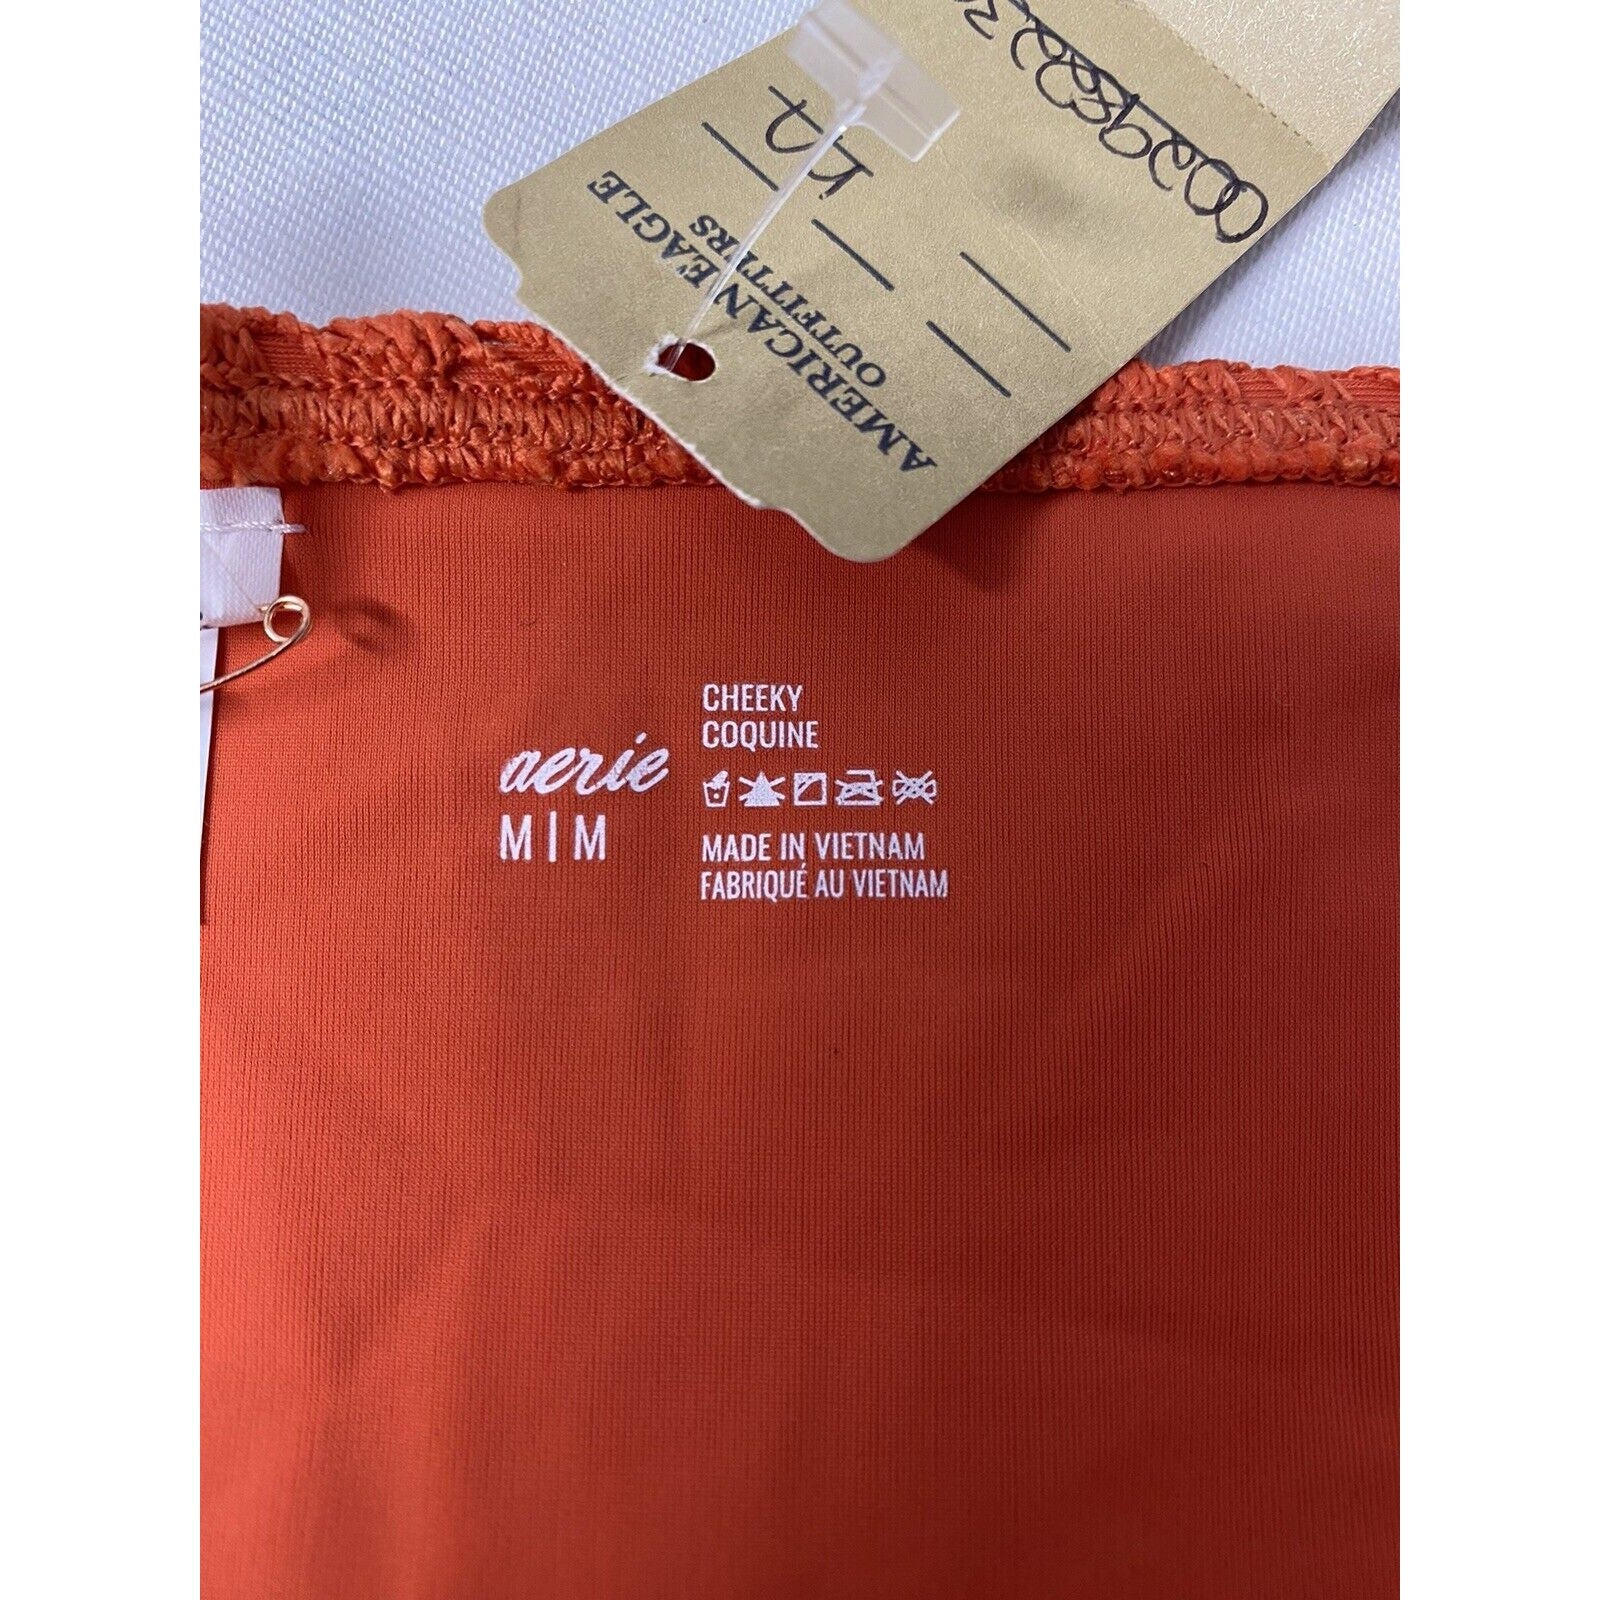 AMERICAN EAGLE
OUTFITTERS
aerie
M | M
CHEEKY
COQUINE
MADE IN VIETNAM
FABRIQUÉ AU VIETNAM